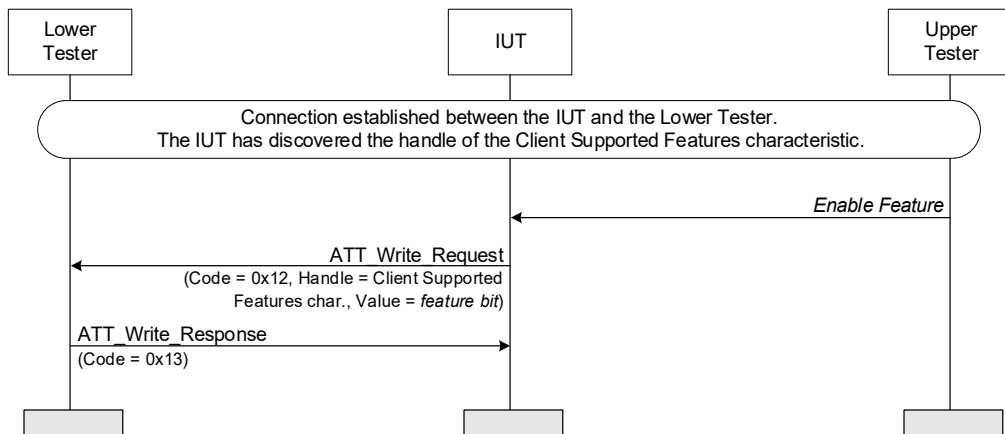 Lower
Tester
IUT
Upper
Tester
Connection established between the IUT and the Lower Tester.
The IUT has discovered the handle of the Client Supported Features characteristic.
Enable Feature
ATT_Write_Request
(Code = 0x12, Handle = Client Supported
Features char., Value = feature bit)
ATT_Write_Response
(Code = 0x13)